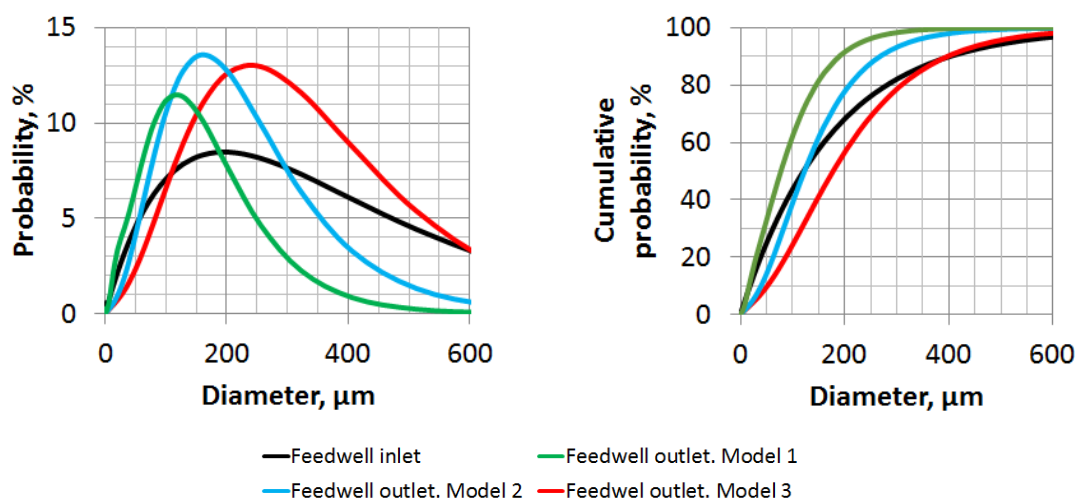 15
10
5
0
0
200
400
600
Probability, %
Diameter, μm
100
80
60
40
20
0
0
200
400
600
Cumulative
probability, %
Diameter, μm
Feedwell inlet
Feedwell outlet. Model 1
Feedwell outlet. Model 2
Feedwel outlet. Model 3